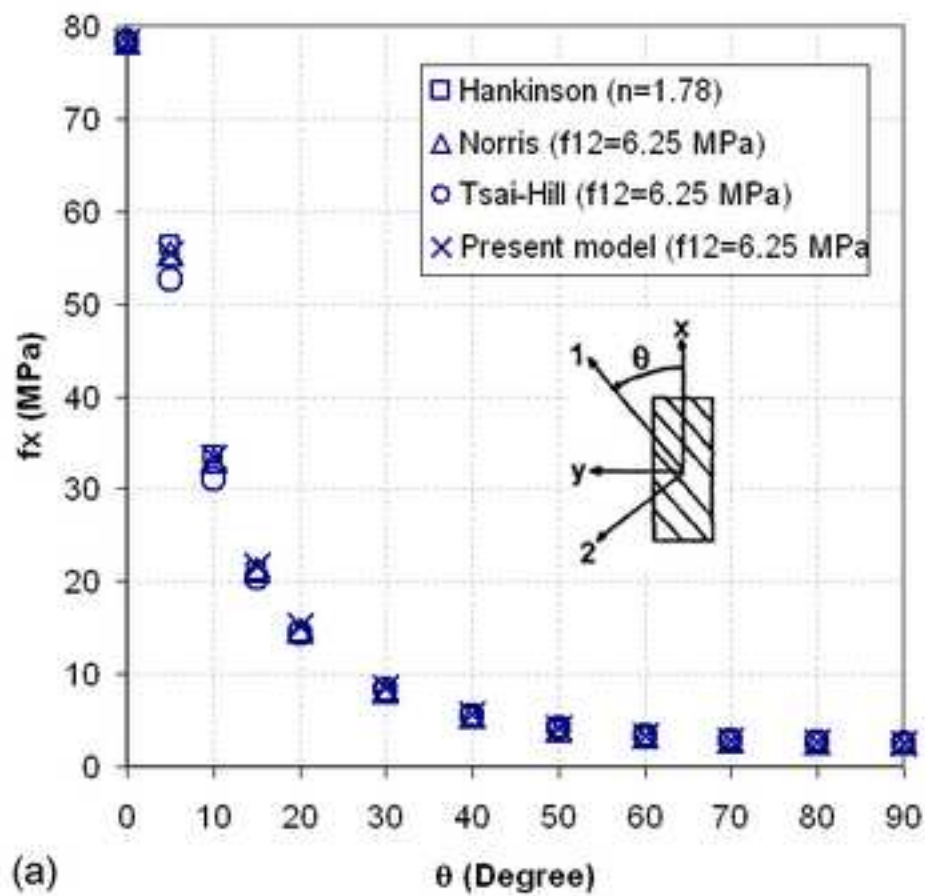 80
70
60
50
40
30
20
10
0
fx (MPa)
Hankinson (n=1.78)
Norris (f12=6.25 MPa)
Tsai-Hill (f12=6.25 MPa)
Present model (f12=6.25 MPa
x
1
θ
y
2
0 10 20 30 40 50 60 70 80 90
(a)
θ (Degree)